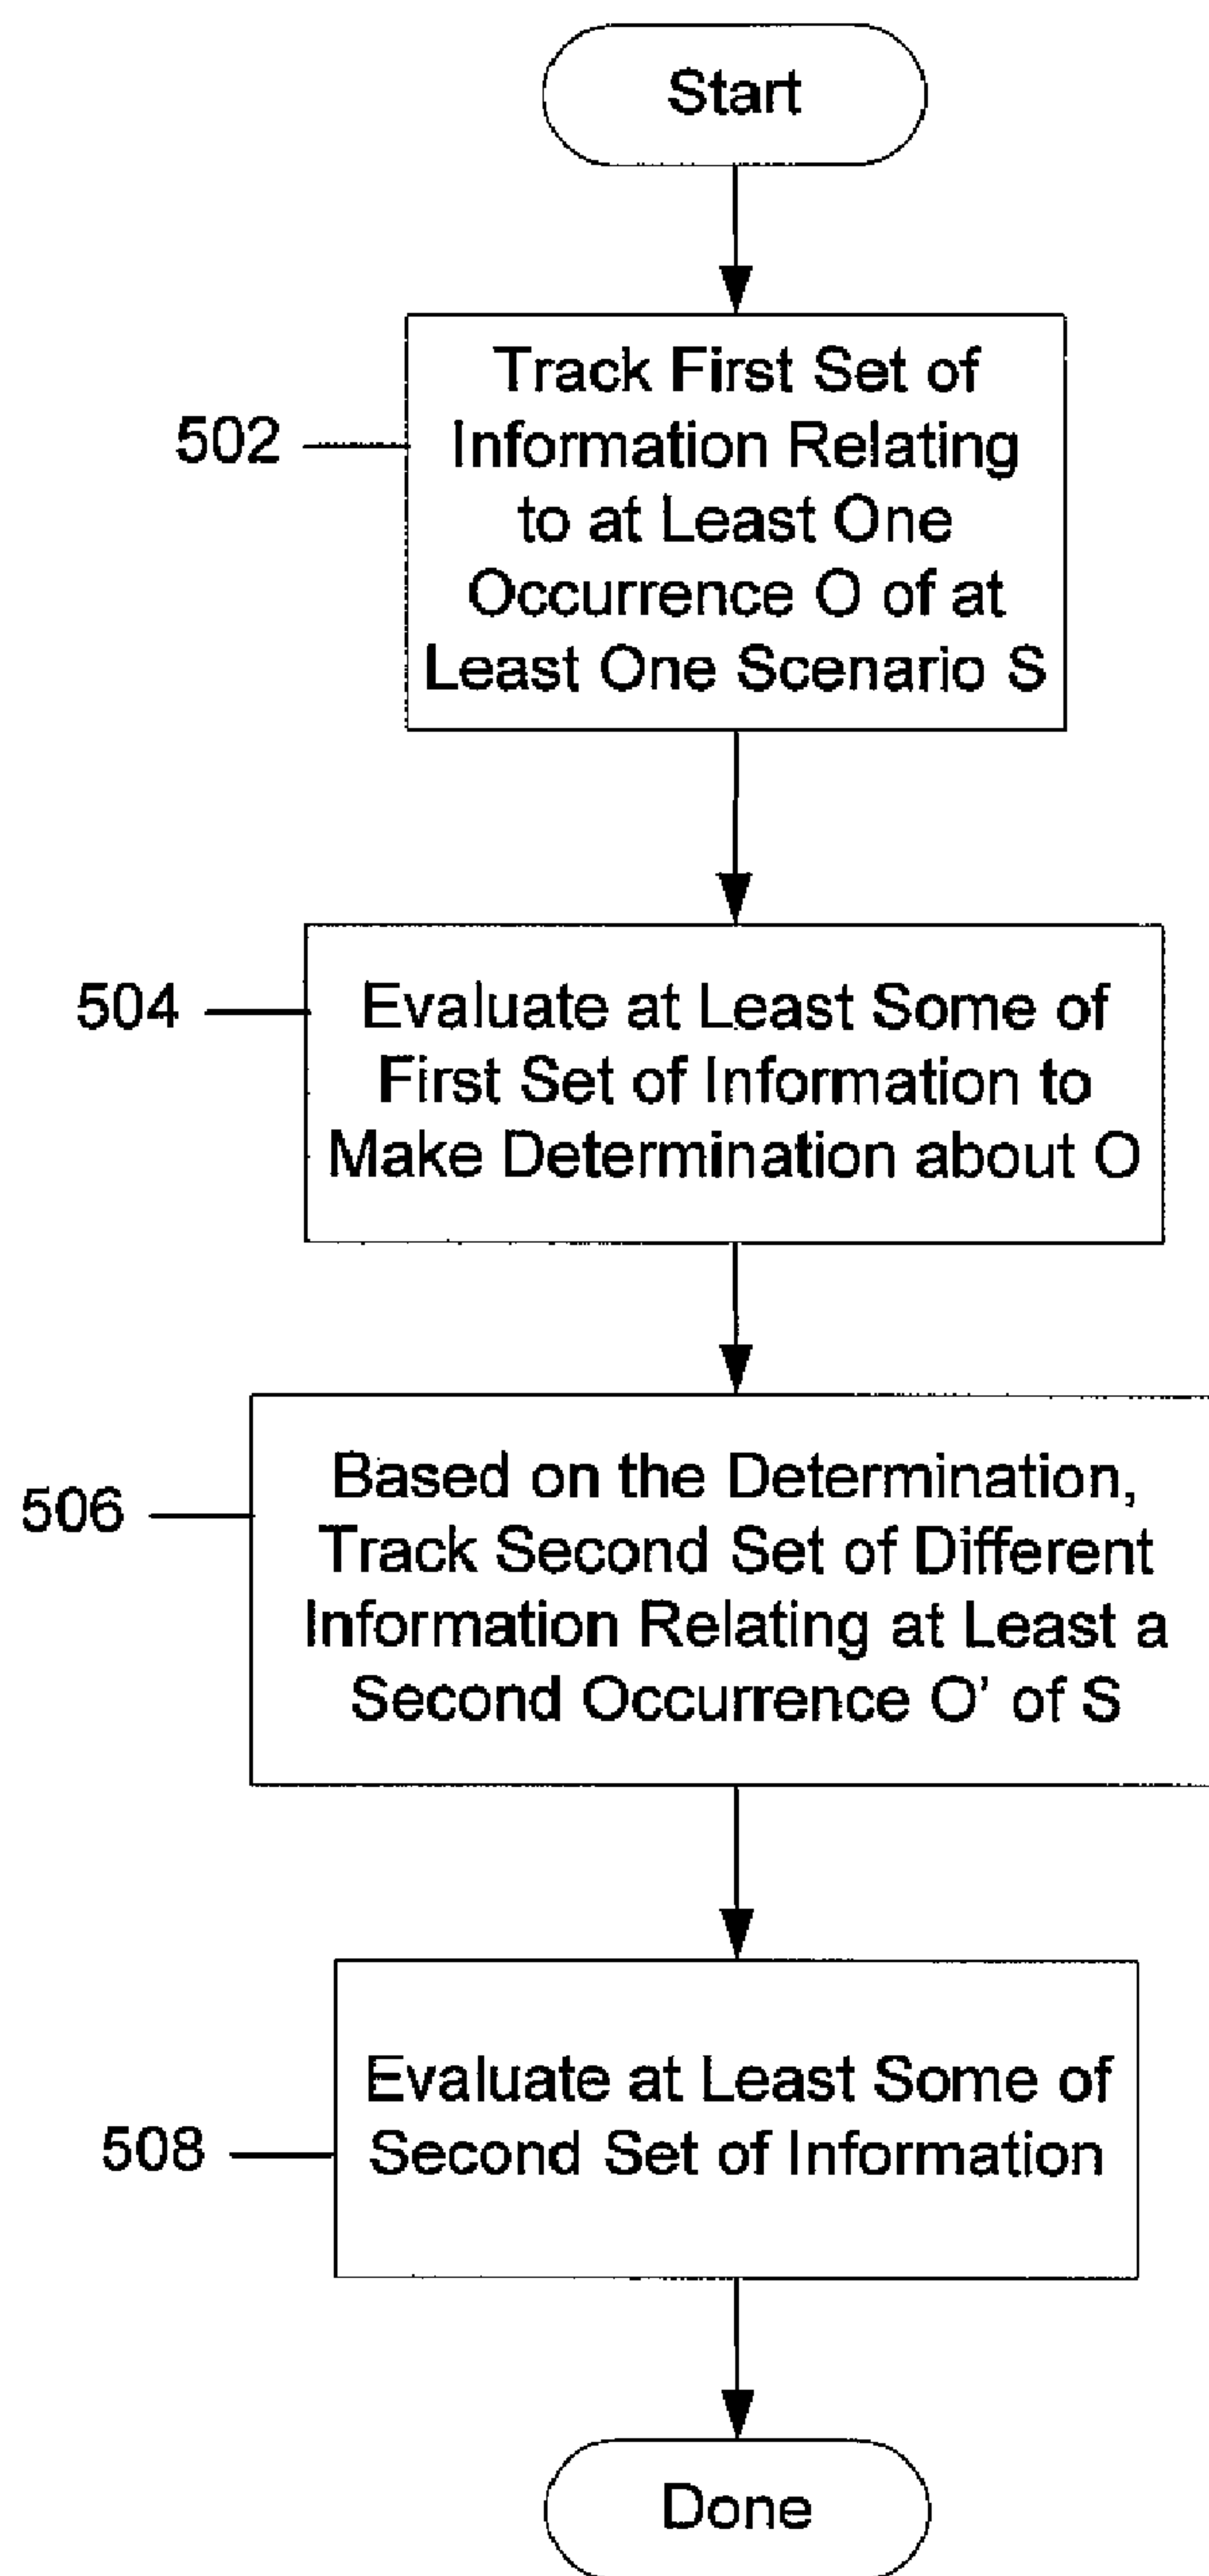 Start
502
Track First Set of
Information Relating
to at Least One
Occurrence O of at
Least One Scenario S
504
Evaluate at Least Some of
First Set of Information to
Make Determination about O
506
Based on the Determination,
Track Second Set of Different
Information Relating at Least a
Second Occurrence O' of S
508
Evaluate at Least Some of
Second Set of Information
Done